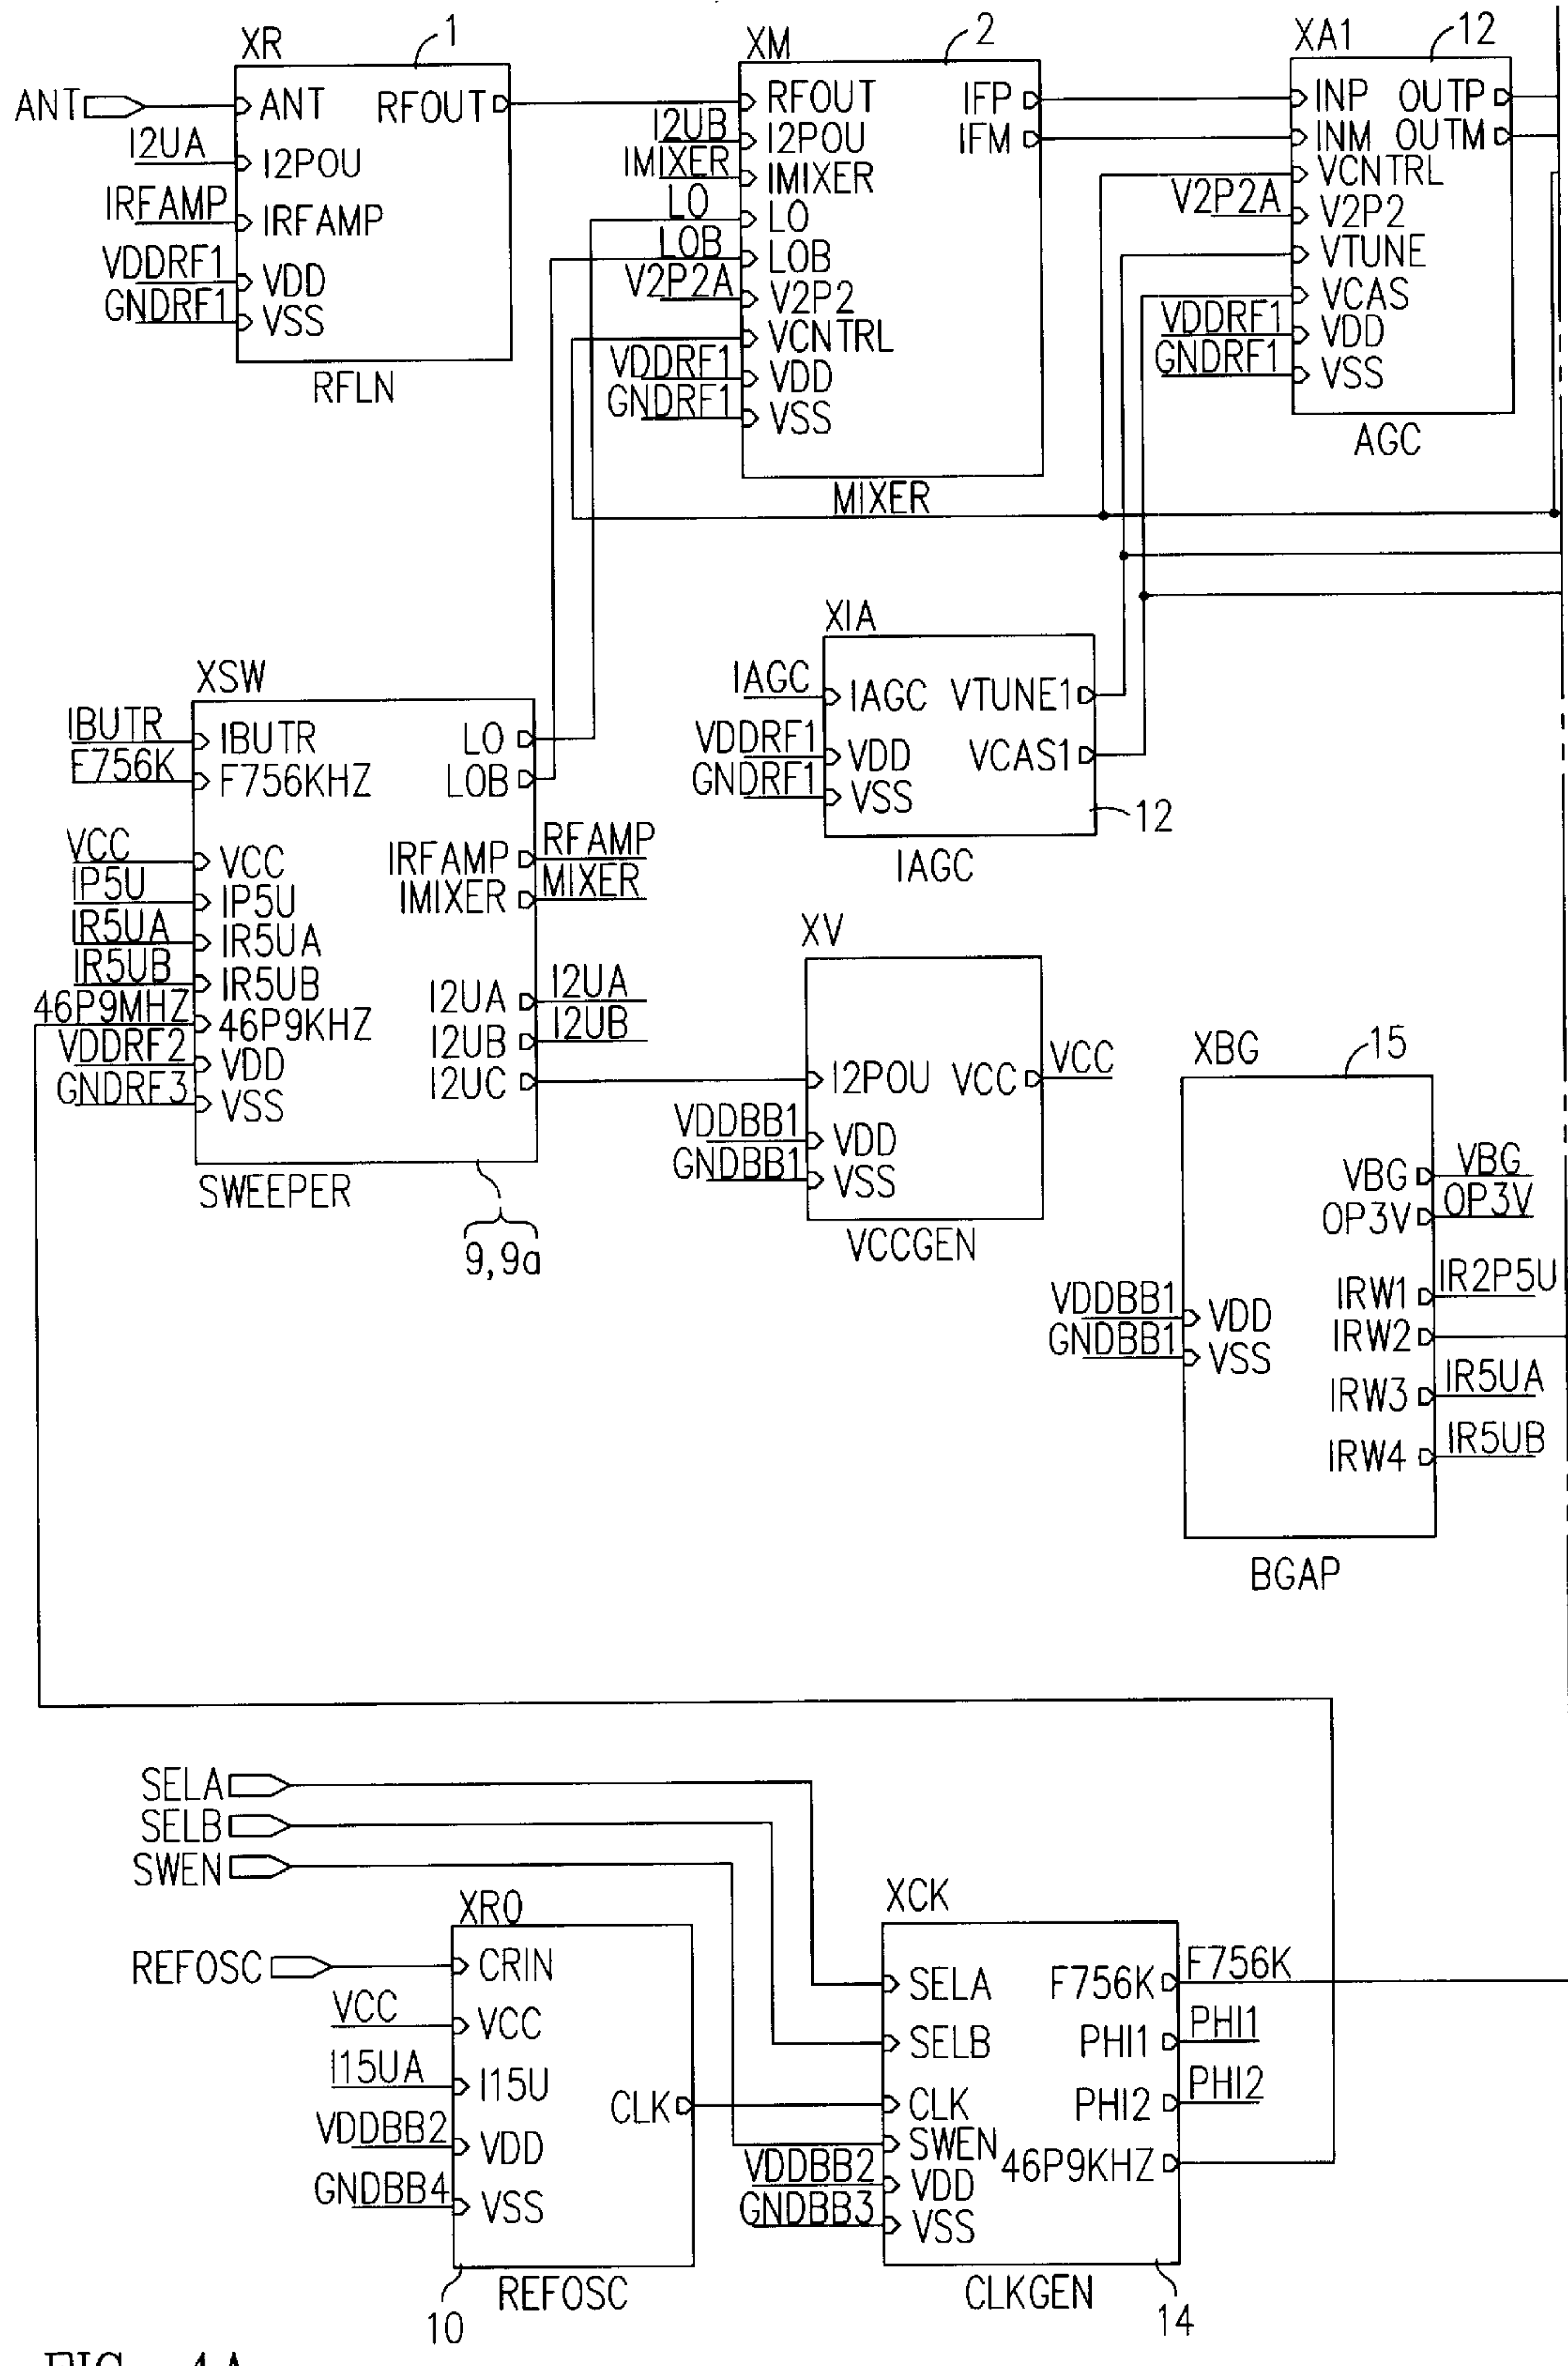 XR
1
ANT
ANT
RFOUT
I2UA
I2POU
IRFAMP
IRFAMP
VDDRF1
VDD
GNDRF1
VSS
RFLN
XM
2
RFOUT
IFP
I2UB
I2POU
IFM
IMIXER
IMIXER
LO
LO
LOB
LOB
V2P2A
V2P2
VCNTRL
VDDRF1
VDD
GNDRF1
VSS
MIXER
XA1
12
INP
OUTP
INM
OUTM
VCNTRL
V2P2A
V2P2
VTUNE
VCAS
VDDRF1
VDD
GNDRF1
VSS
AGC
XIA
IAGC
IAGC
VTUNE1
VDDRF1
VDD
VCAS1
GNDRF1
VSS
12
IAGC
XSW
IBUTR
IBUTR
LO
F756K
F756KHZ
LOB
VCC
VCC
IRFAMP
RFAMP
IP5U
IP5U
IMIXER
MIXER
IR5UA
IR5UA
IR5UB
IR5UB
I2UA
I2UA
46P9MHZ
46P9KHZ
I2UB
I2UB
VDDRF2
VDD
I2UC
GNDRF3
VSS
SWEEPER
9,9a
XV
I2POU
VCC
VCC
VDDBB1
VDD
GNDBB1
VSS
VCCGEN
XBG
15
VBG
VBG
OP3V
OP3V
IRW1
IR2P5U
VDDBB1
VDD
IRW2
GNDBB1
VSS
IRW3
IR5UA
IRW4
IR5UB
BGAP
SELA
SELB
SWEN
XRO
REFOSC
CRIN
VCC
VCC
I15UA
I15U
CLK
VDDBB2
VDD
GNDBB4
VSS
10
REFOSC
XCK
SELA
F756K
F756K
SELB
PHI1
PHI1
CLK
PHI2
PHI2
SWEN
46P9KHZ
VDDBB2
VDD
GNDBB3
VSS
CLKGEN
14
FIG. 4A